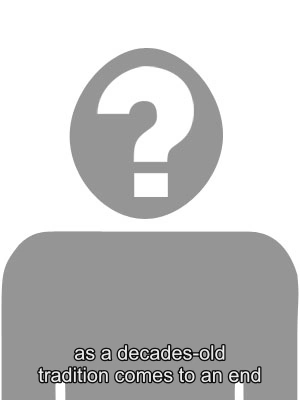 ?
as a decades-old
tradition comes to an end